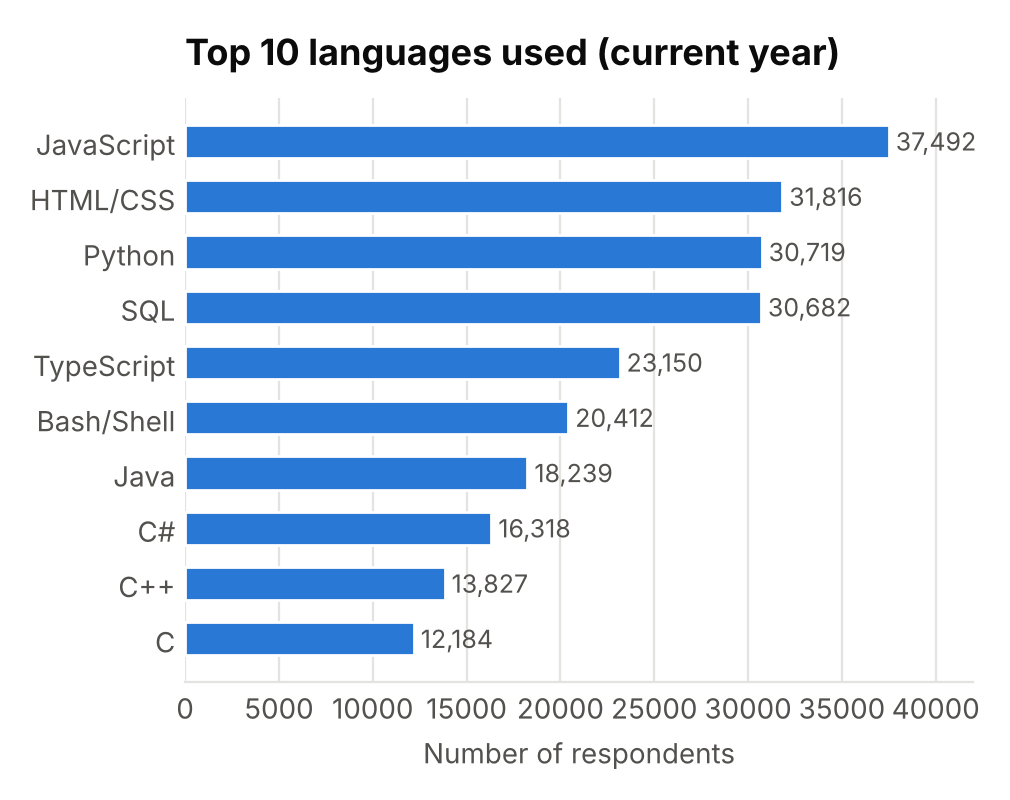 Top 10 languages used (current year)
JavaScript 37,492
HTML/CSS 31,816
Python 30,719
SQL 30,682
TypeScript 23,150
Bash/Shell 20,412
Java 18,239
C# 16,318
C++ 13,827
C 12,184
0 5000 10000 15000 20000 25000 30000 35000 40000
Number of respondents